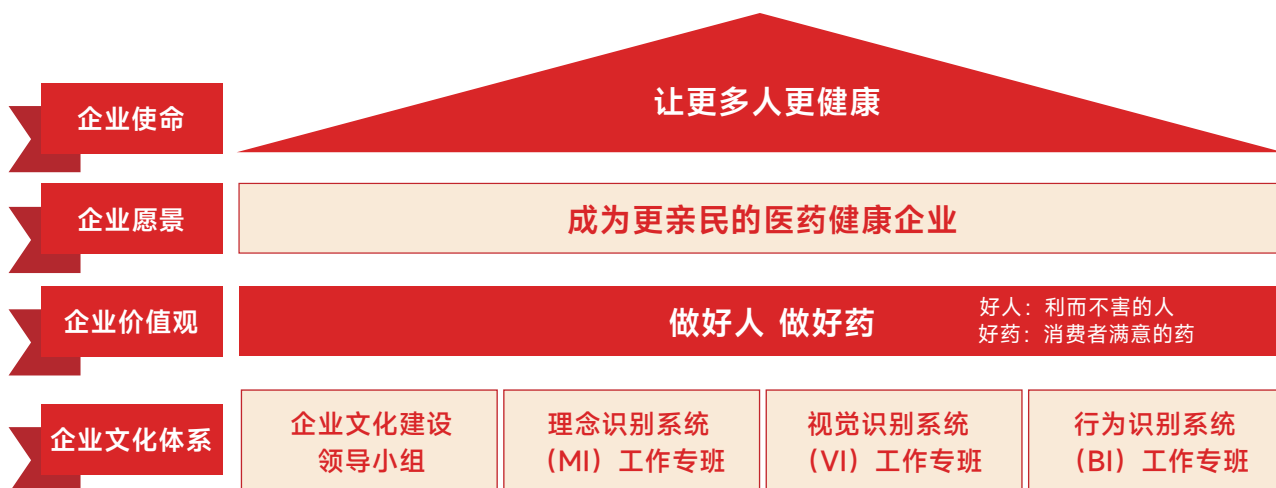 企业使命
让更多人更健康
企业愿景
成为更亲民的医药健康企业
企业价值观
做好人 做好药
好人：利而不害的人
好药：消费者满意的药
企业文化体系
企业文化建设
领导小组
理念识别系统
（MI）工作专班
视觉识别系统
（VI）工作专班
行为识别系统
（BI）工作专班